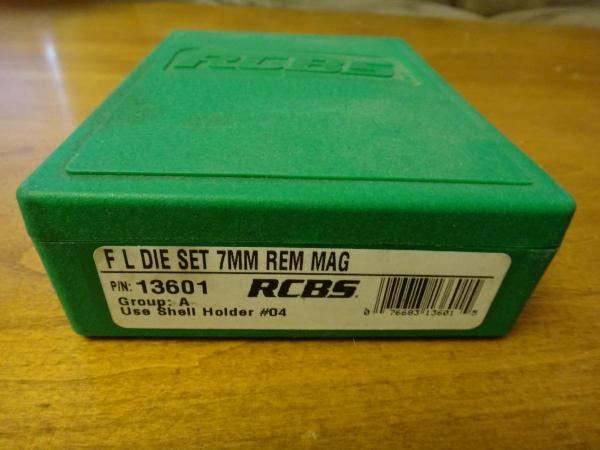 RCBS
F L DIE SET 7MM REM MAG
P/N: 13601 RCBS
Group: A
Use Shell Holder #04
0 76683 13601 5